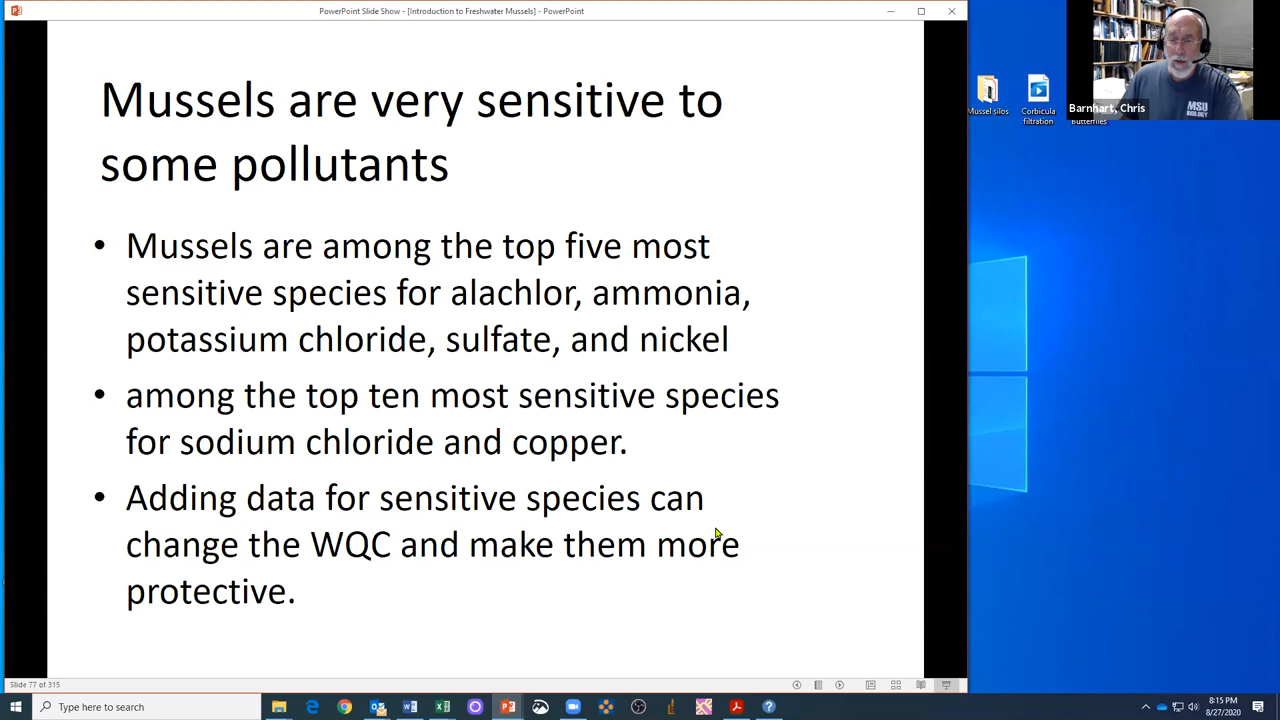 PowerPoint Slide Show - [Introduction to Freshwater Mussels] - PowerPoint
Mussels are very sensitive to
some pollutants
• Mussels are among the top five most
sensitive species for alachlor, ammonia,
potassium chloride, sulfate, and nickel
• among the top ten most sensitive species
for sodium chloride and copper.
• Adding data for sensitive species can
change the WQC and make them more
protective.
Slide 77 of 315
Barnhart, Chris
MSU
BIOLOGY
Mussel silos
Corbicula
filtration
Butterflies
Type here to search
8:15 PM
8/27/2020